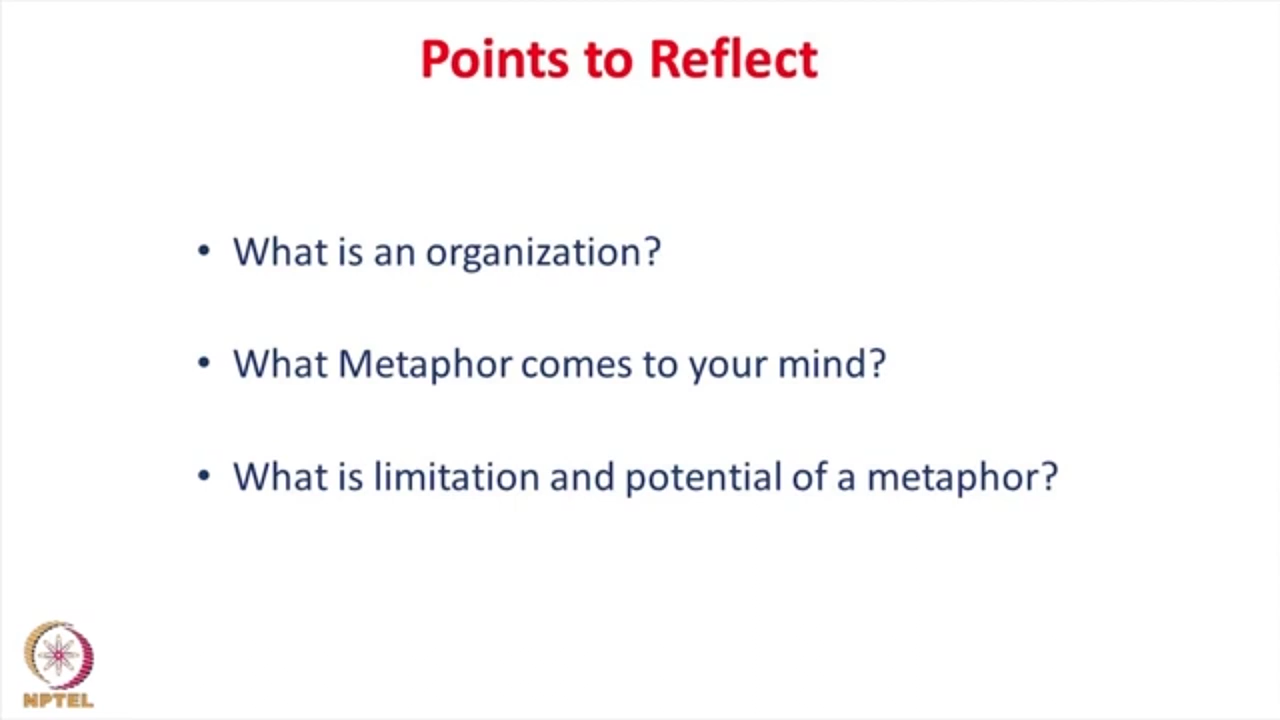 Points to Reflect
• What is an organization?
• What Metaphor comes to your mind?
• What is limitation and potential of a metaphor?
NPTEL